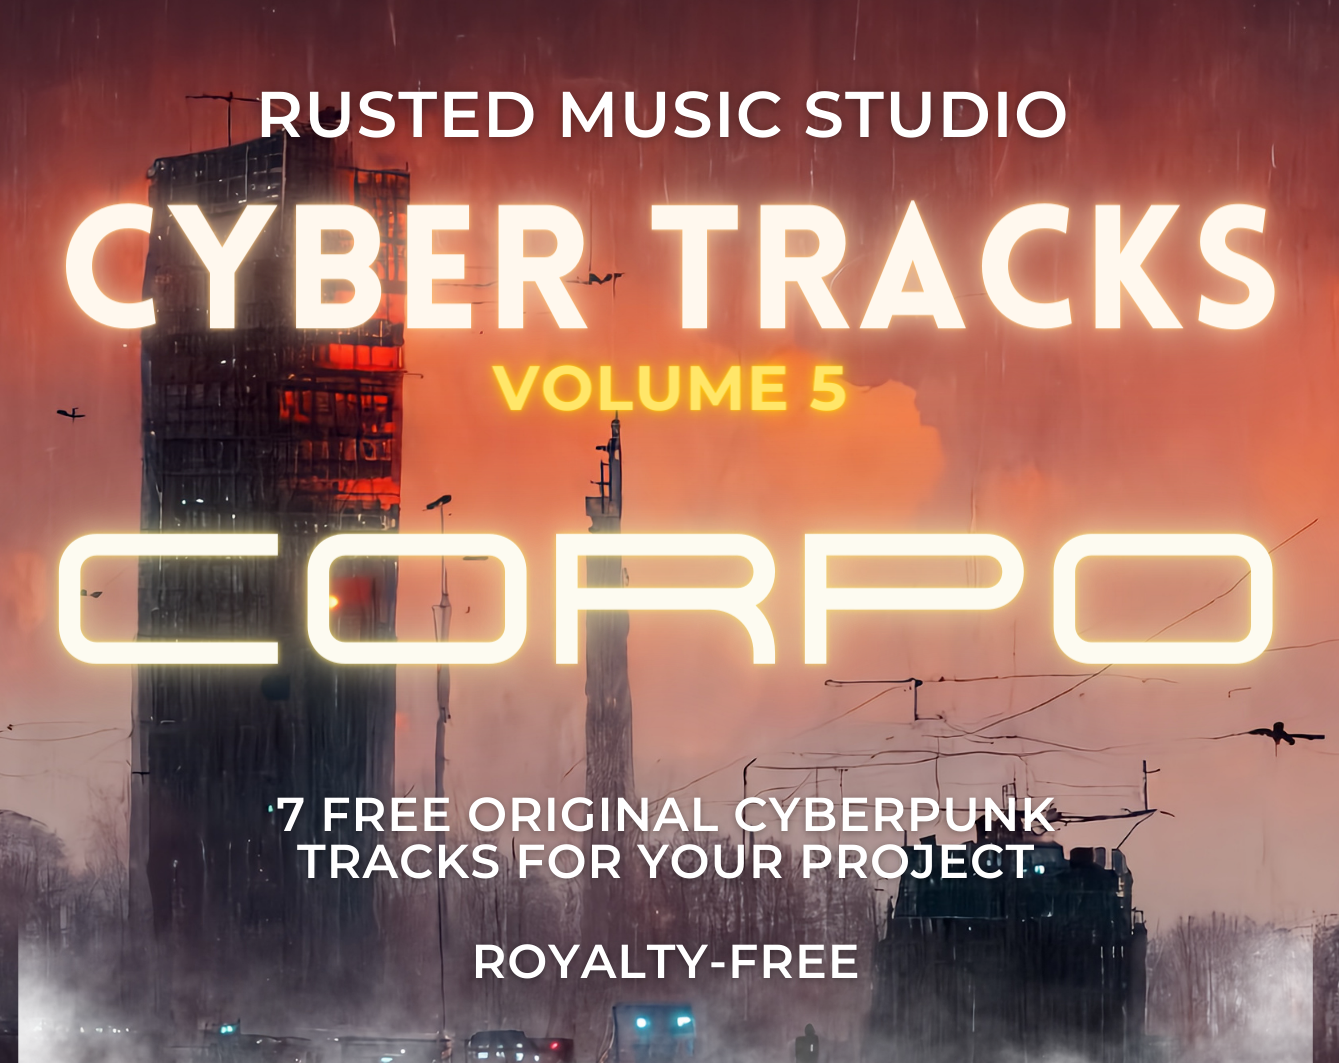 RUSTED MUSIC STUDIO
CYBER TRACKS
VOLUME 5
CORPO
7 FREE ORIGINAL CYBERPUNK
TRACKS FOR YOUR PROJECT
ROYALTY-FREE